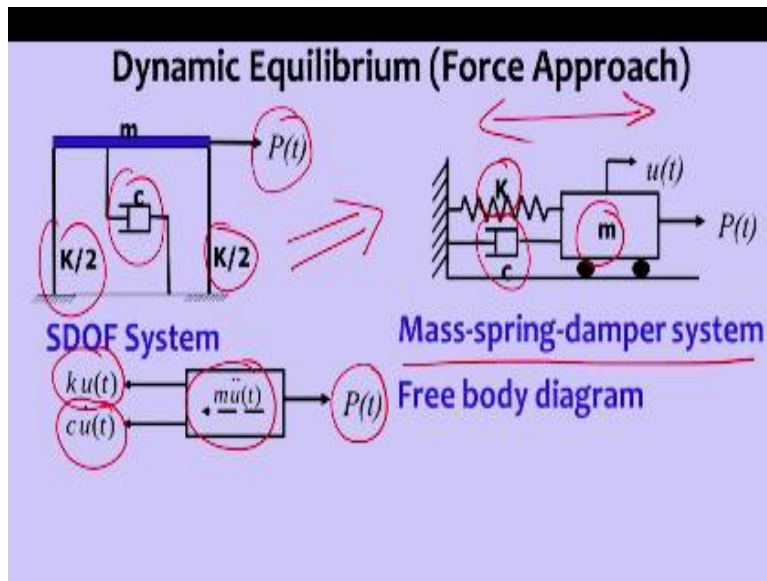 Dynamic Equilibrium (Force Approach)
m
P(t)
c
K/2
K/2
SDOF System
K
u(t)
m
P(t)
c
Mass-spring-damper system
ku(t)
cu̇(t)
mü(t)
P(t)
Free body diagram